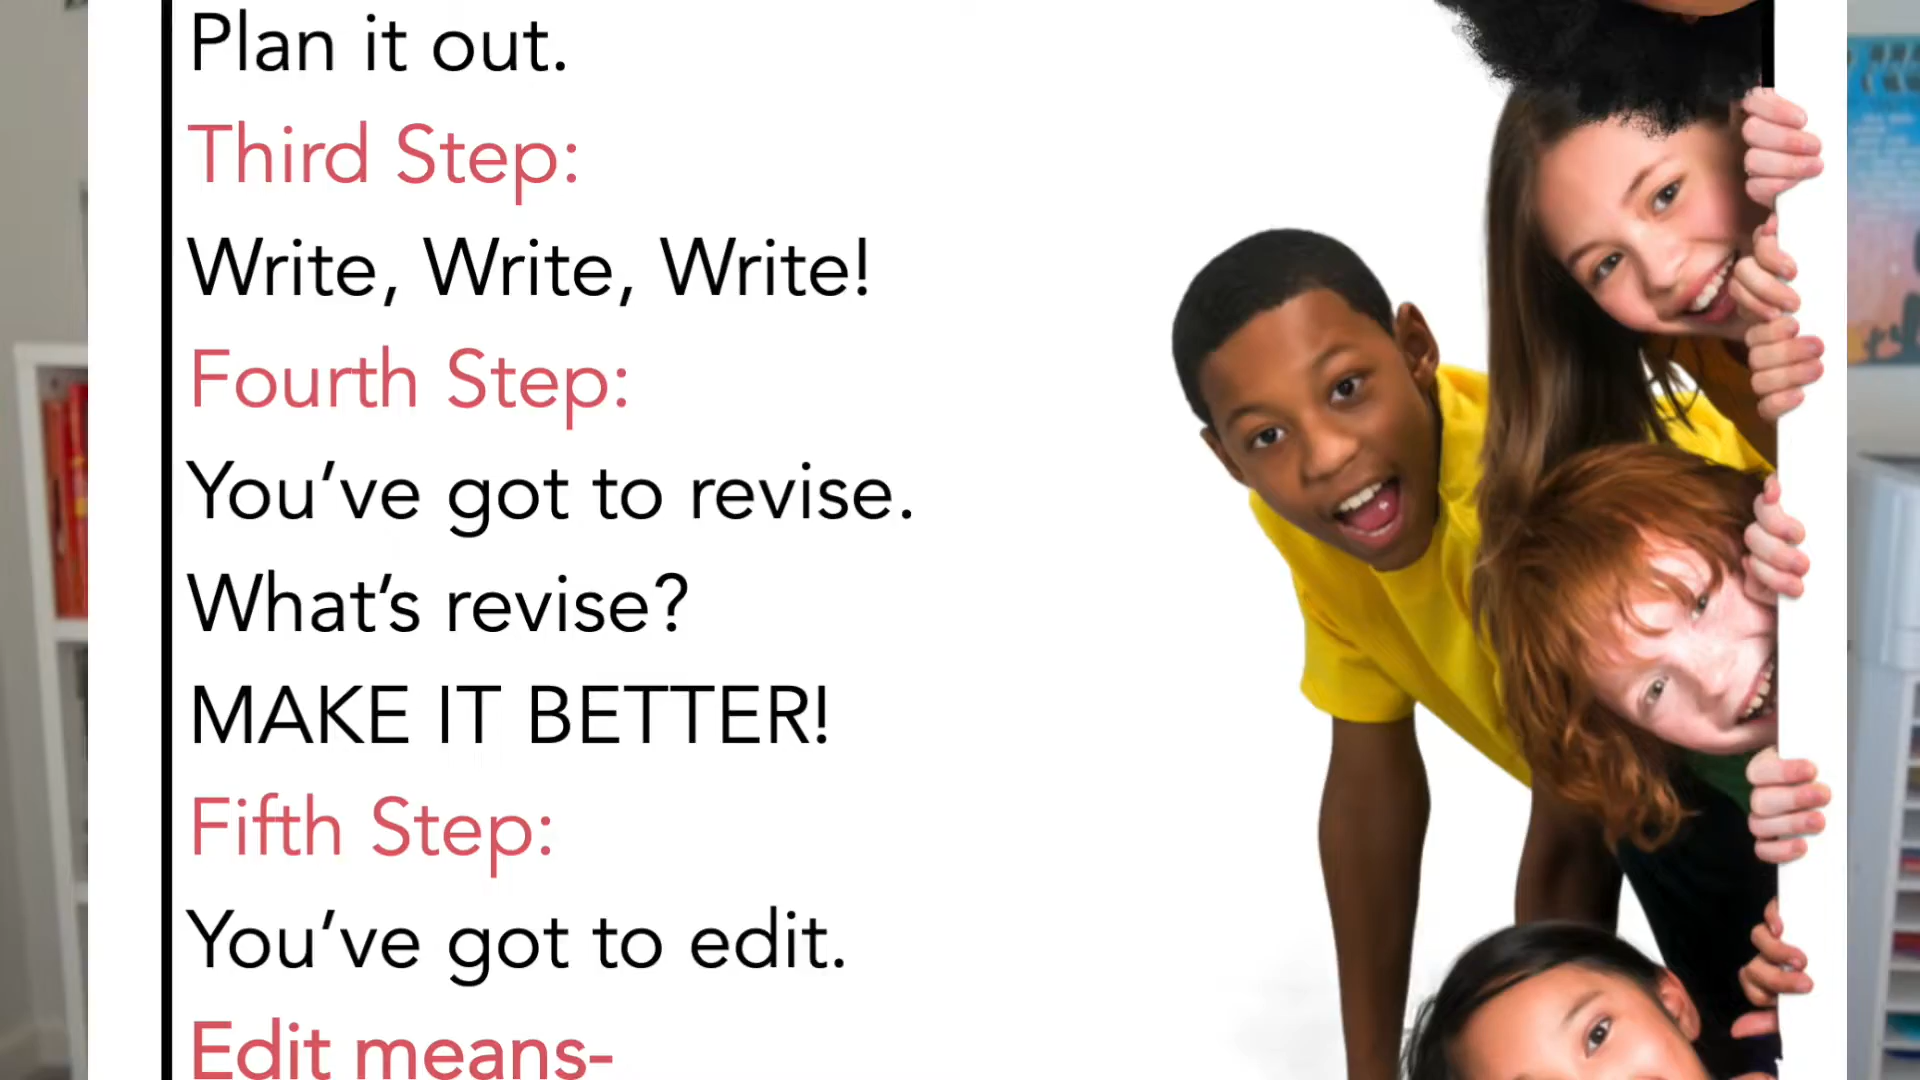 Plan it out.
Third Step:
Write, Write, Write!
Fourth Step:
You’ve got to revise.
What’s revise?
MAKE IT BETTER!
Fifth Step:
You’ve got to edit.
Edit means-